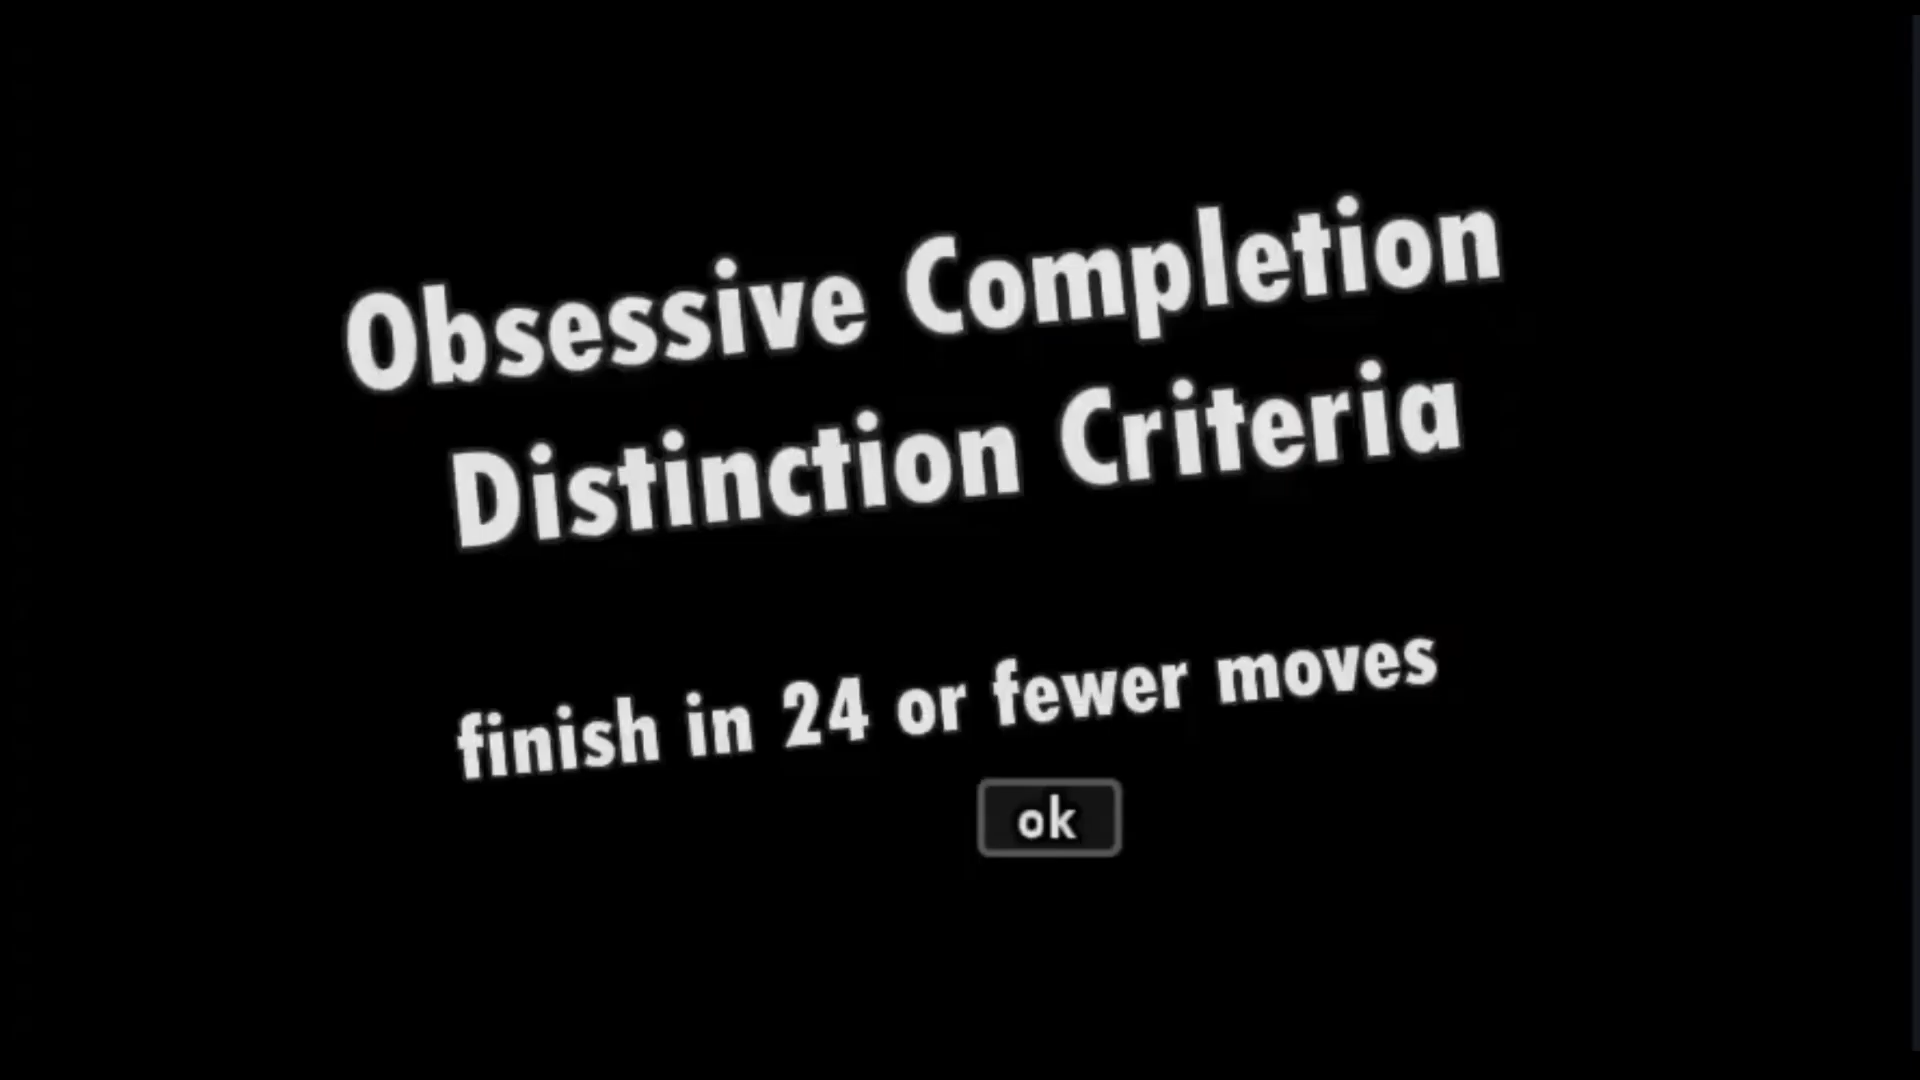 Obsessive Completion
Distinction Criteria
finish in 24 or fewer moves
ok